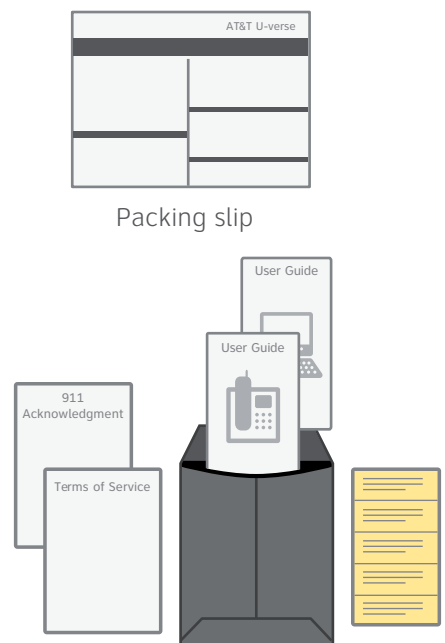 AT&T U-verse
Packing slip
User Guide
User Guide
911
Acknowledgment
Terms of Service